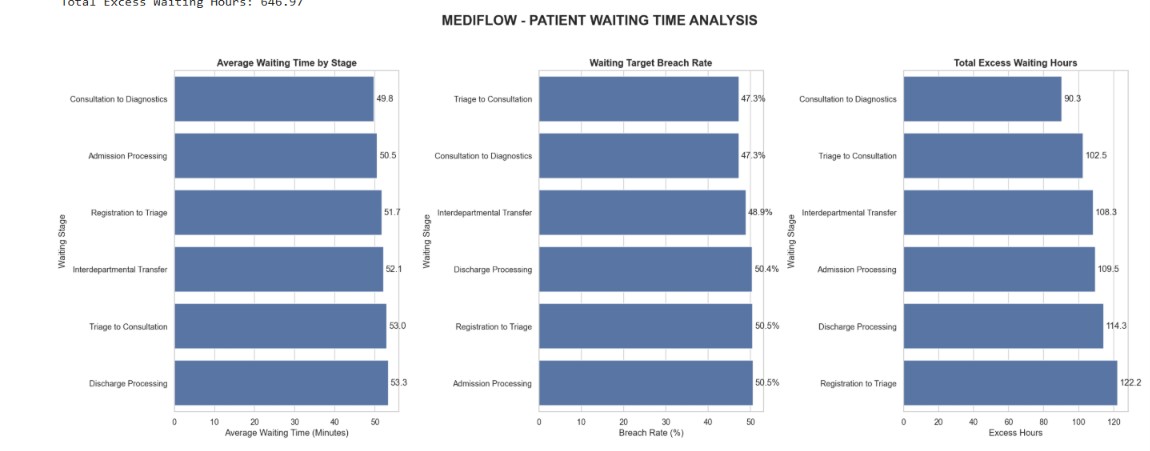 Total Excess Waiting Hours: 646.97
MEDIFLOW - PATIENT WAITING TIME ANALYSIS
Average Waiting Time by Stage
Waiting Stage
Consultation to Diagnostics 49.8
Admission Processing 50.5
Registration to Triage 51.7
Interdepartmental Transfer 52.1
Triage to Consultation 53.0
Discharge Processing 53.3
0 10 20 30 40 50
Average Waiting Time (Minutes)
Waiting Target Breach Rate
Waiting Stage
Triage to Consultation 47.3%
Consultation to Diagnostics 47.3%
Interdepartmental Transfer 48.9%
Discharge Processing 50.4%
Registration to Triage 50.5%
Admission Processing 50.5%
0 10 20 30 40 50
Breach Rate (%)
Total Excess Waiting Hours
Waiting Stage
Consultation to Diagnostics 90.3
Triage to Consultation 102.5
Interdepartmental Transfer 108.3
Admission Processing 109.5
Discharge Processing 114.3
Registration to Triage 122.2
0 20 40 60 80 100 120
Excess Hours